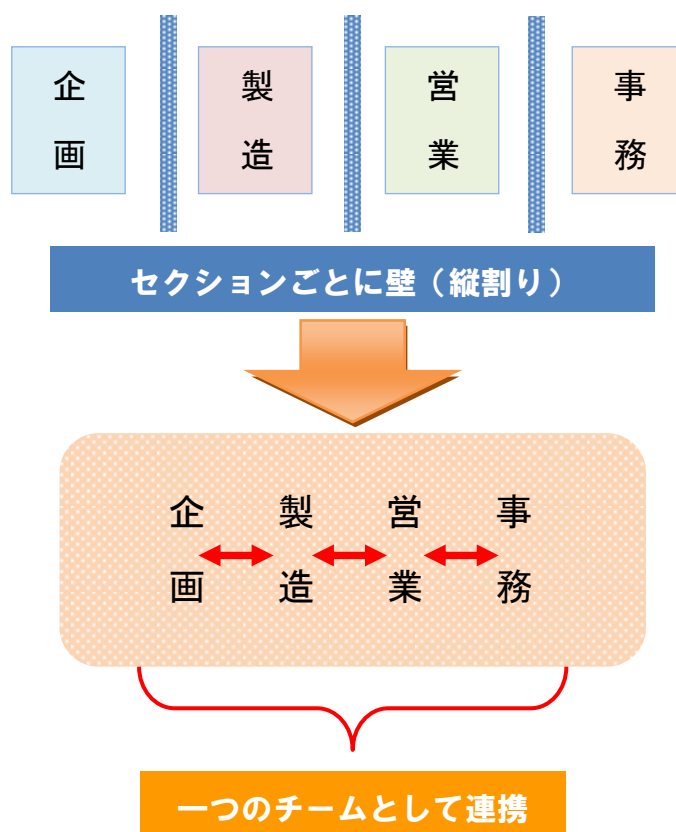 企画
製造
営業
事務
セクションごとに壁（縦割り）
企画
製造
営業
事務
一つのチームとして連携